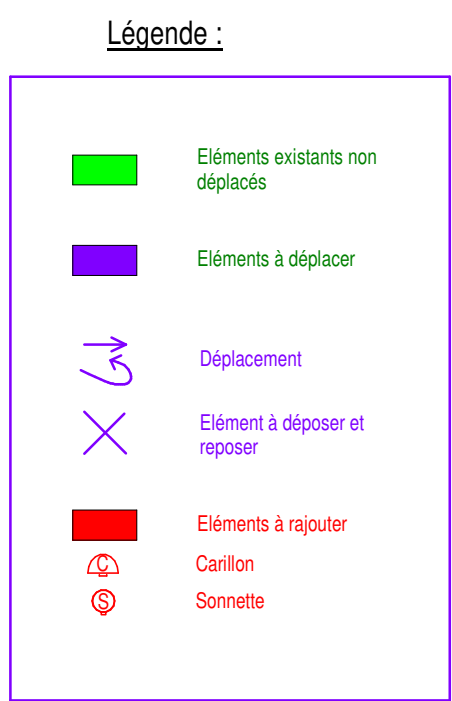 Légende :
Eléments existants non
déplacés
Eléments à déplacer
Déplacement
Elément à déposer et
reposer
Eléments à rajouter
C Carillon
S Sonnette